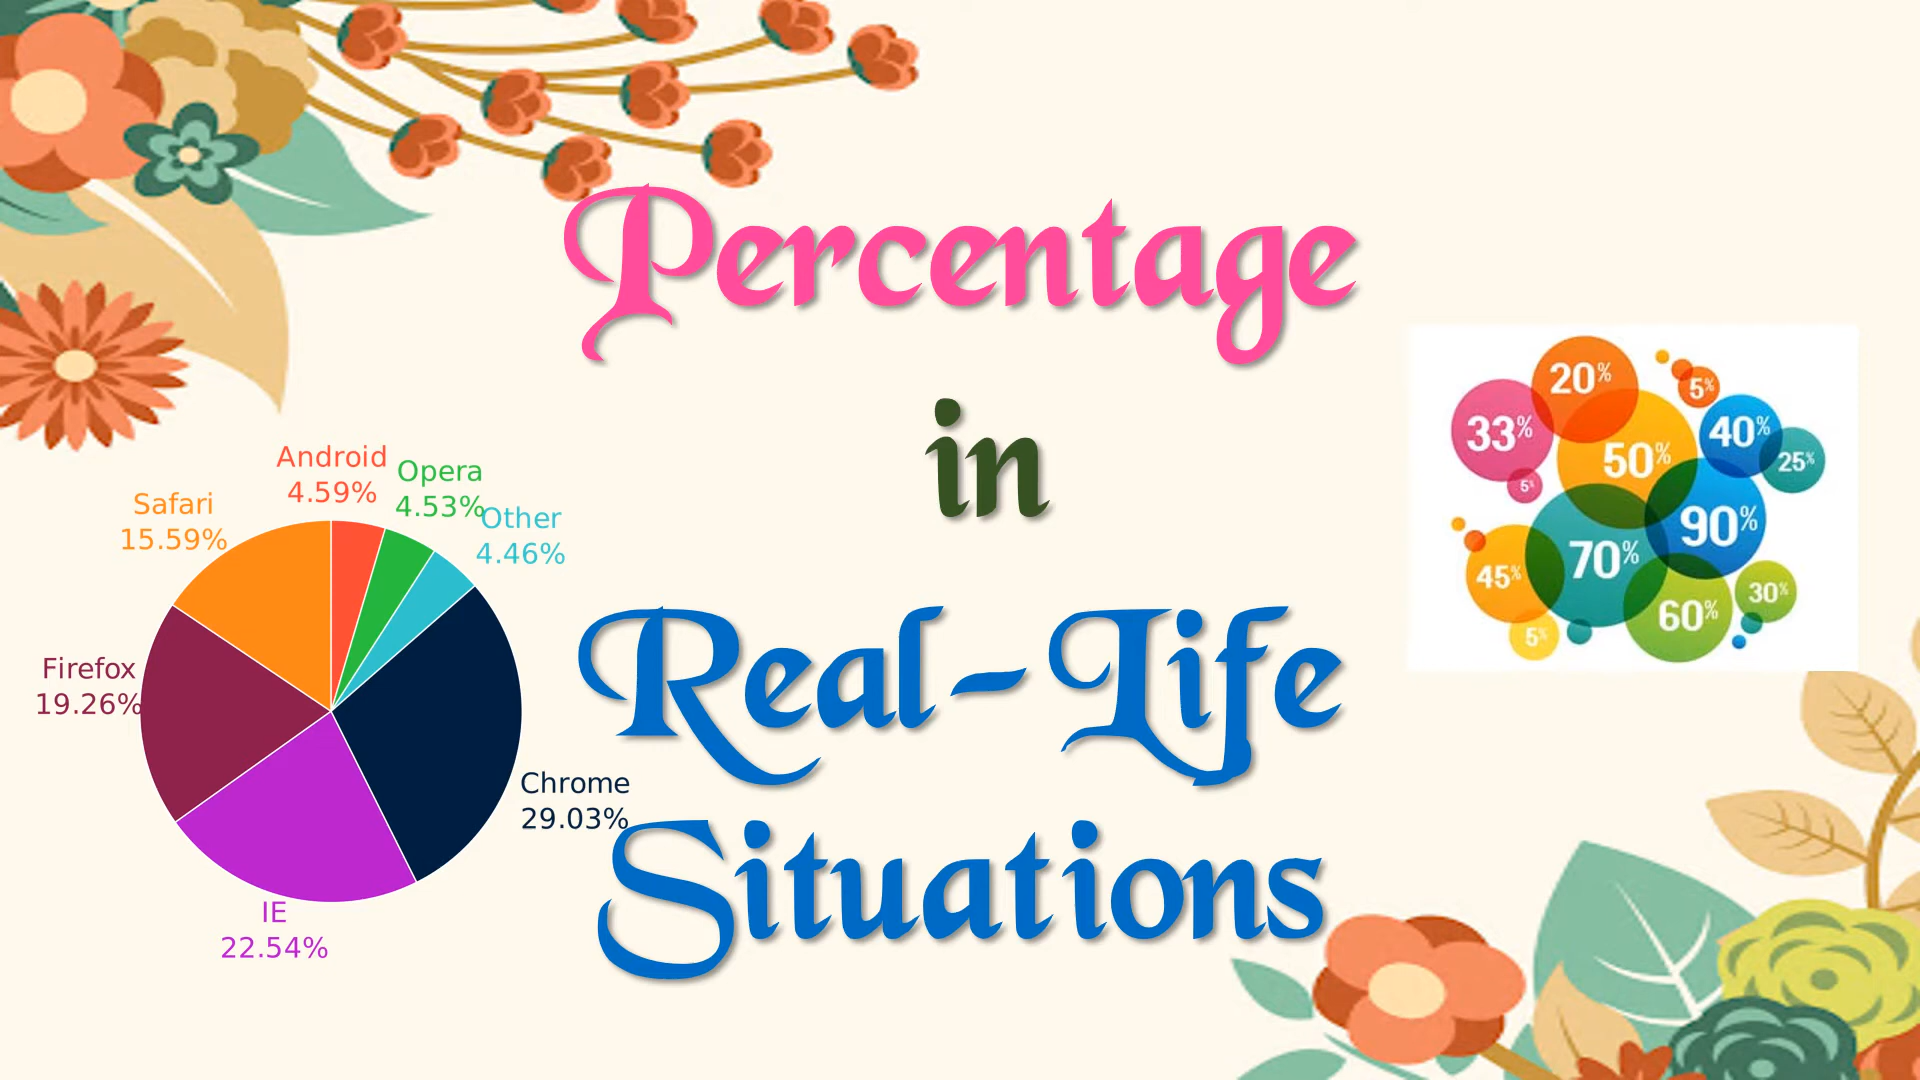 Percentage
in
Real-Life
Situations
Android
4.59%
Opera
4.53%
Other
4.46%
Safari
15.59%
Firefox
19.26%
Chrome
29.03%
IE
22.54%
20%
5%
33%
40%
50%
25%
5%
90%
70%
45%
30%
60%
5%